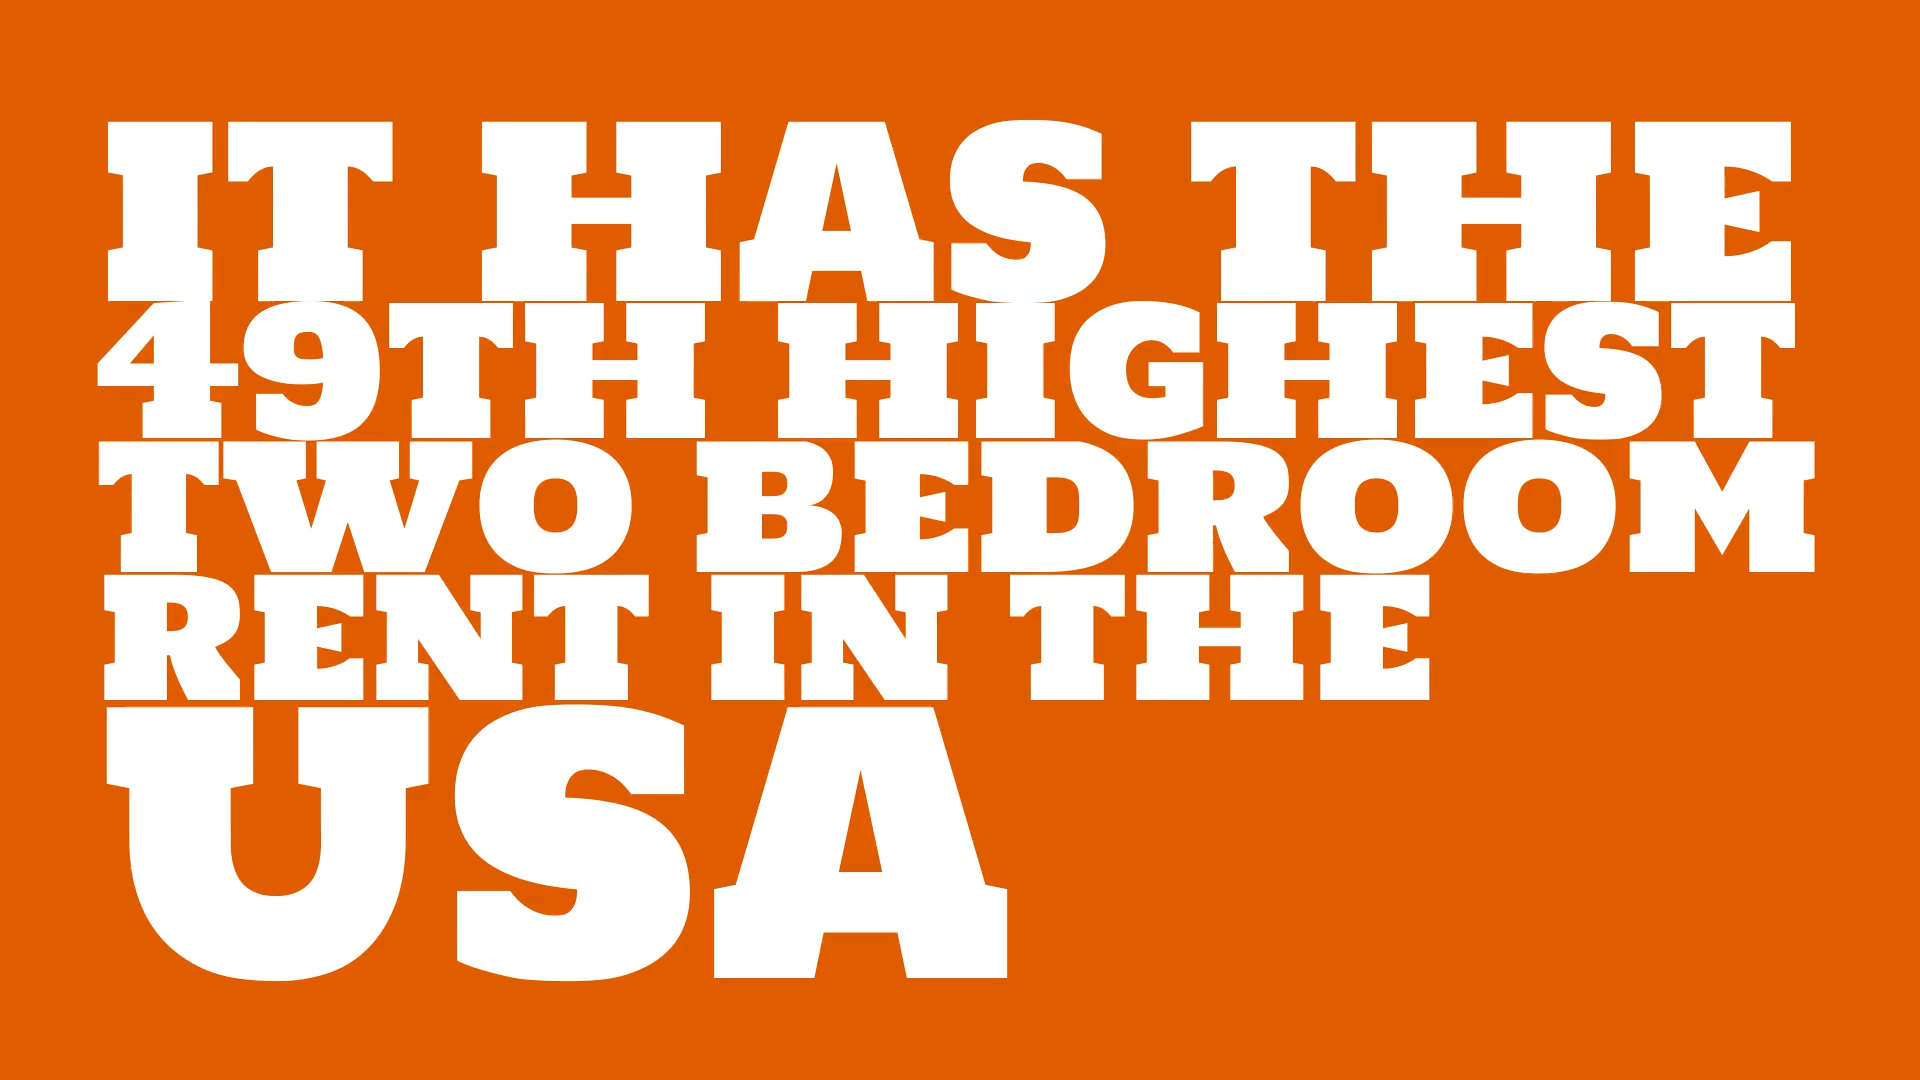 IT HAS THE
49TH HIGHEST
TWO BEDROOM
RENT IN THE
USA